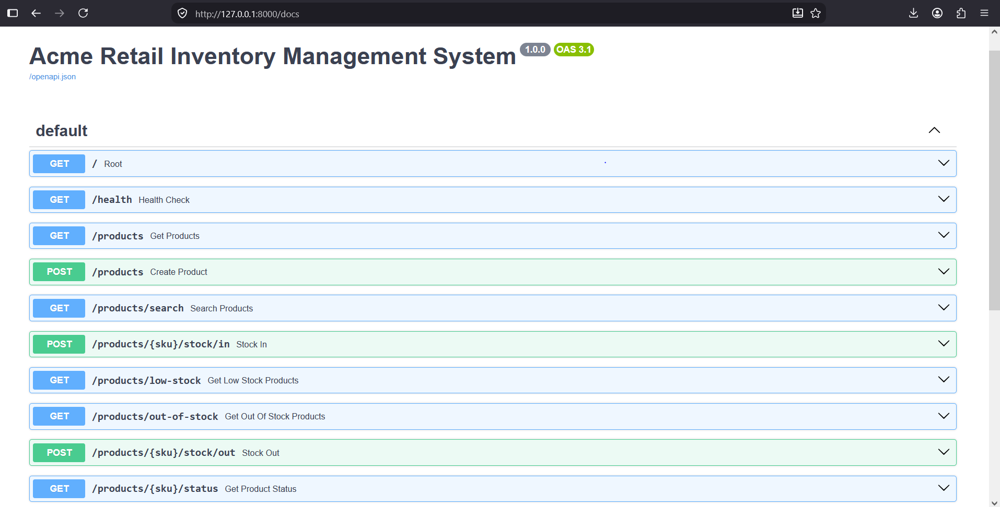 http://127.0.0.1:8000/docs
Acme Retail Inventory Management System 1.0.0 OAS 3.1
/openapi.json
default
GET / Root
GET /health Health Check
GET /products Get Products
POST /products Create Product
GET /products/search Search Products
POST /products/{sku}/stock/in Stock In
GET /products/low-stock Get Low Stock Products
GET /products/out-of-stock Get Out Of Stock Products
POST /products/{sku}/stock/out Stock Out
GET /products/{sku}/status Get Product Status